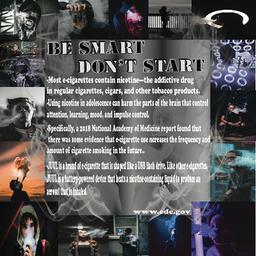 BE SMART
DON'T START
-Most e-cigarettes contain nicotine—the addictive drug
in regular cigarettes, cigars, and other tobacco products.
-Using nicotine in adolescence can harm the parts of the brain that control
attention, learning, mood, and impulse control.
-Specifically, a 2018 National Academy of Medicine report found that
there was some evidence that e-cigarette use ncreases the frequency and
amount of cigarette smoking in the future.
JUUL is a brand of e-cigarette that is shaped like a USB flash drive. Like other e-cigarettes,
JUUL is a battery-powered device that heats a nicotine-containing liquid to produce an
aerosol that is inhaled.
www.cdc.gov